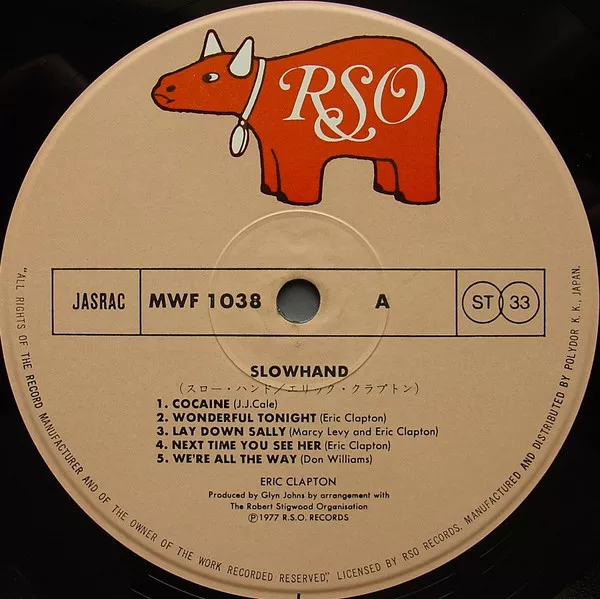 RSO
JASRAC MWF 1038 A ST 33
SLOWHAND
(スロー・ハンド/エリック・クラプトン)
1. COCAINE (J.J.Cale)
2. WONDERFUL TONIGHT (Eric Clapton)
3. LAY DOWN SALLY (Marcy Levy and Eric Clapton)
4. NEXT TIME YOU SEE HER (Eric Clapton)
5. WE'RE ALL THE WAY (Don Williams)
ERIC CLAPTON
Produced by Glyn Johns by arrangement with
The Robert Stigwood Organisation
Ⓟ1977 R.S.O. RECORDS
"ALL RIGHTS OF THE RECORD MANUFACTURER AND OF THE OWNER OF THE WORK RECORDED RESERVED," LICENSED BY RSO RECORDS. MANUFACTURED AND DISTRIBUTED BY POLYDOR K. K., JAPAN.